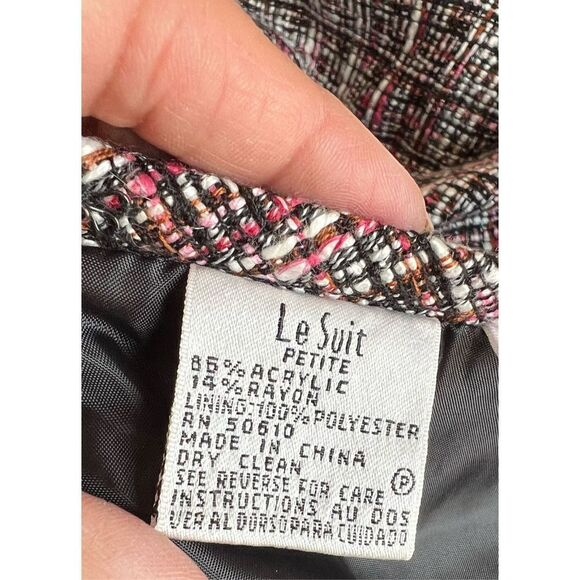 Le Suit
PETITE
86% ACRYLIC
14% RAYON
LINING:100% POLYESTER
RN 50610
MADE IN CHINA
DRY CLEAN P
SEE REVERSE FOR CARE
INSTRUCTIONS AU DOS
VER AL DORSO PARA CUIDADO